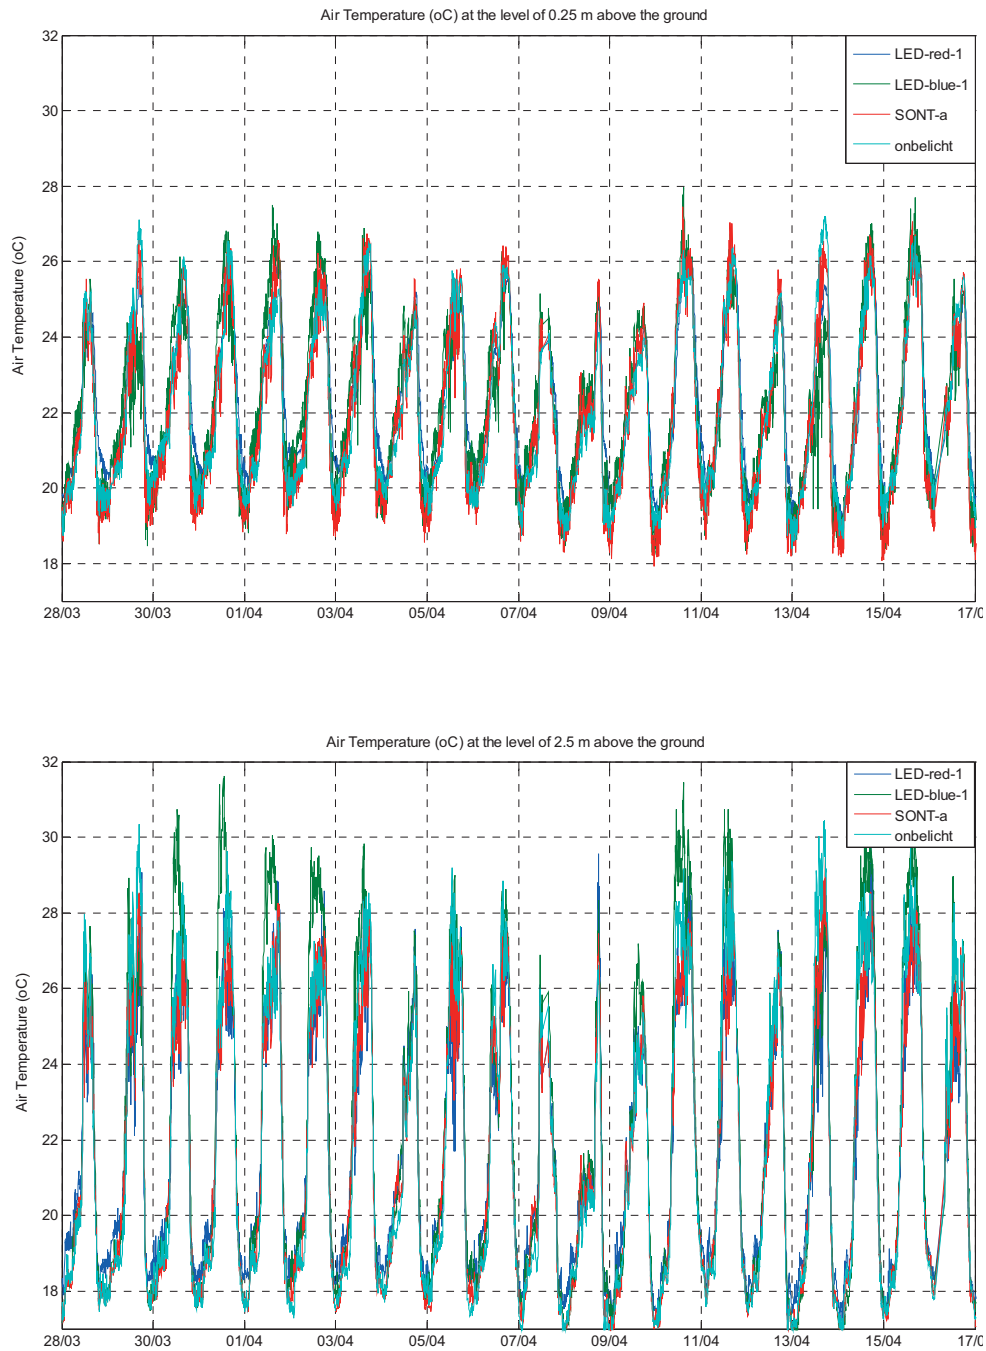 Air Temperature (oC) at the level of 0.25 m above the ground
32
30
28
26
24
22
20
18
Air Temperature (oC)
LED-red-1
LED-blue-1
SONT-a
onbelicht
28/03 30/03 01/04 03/04 05/04 07/04 09/04 11/04 13/04 15/04 17/0
Air Temperature (oC) at the level of 2.5 m above the ground
32
30
28
26
24
22
20
18
Air Temperature (oC)
LED-red-1
LED-blue-1
SONT-a
onbelicht
28/03 30/03 01/04 03/04 05/04 07/04 09/04 11/04 13/04 15/04 17/0